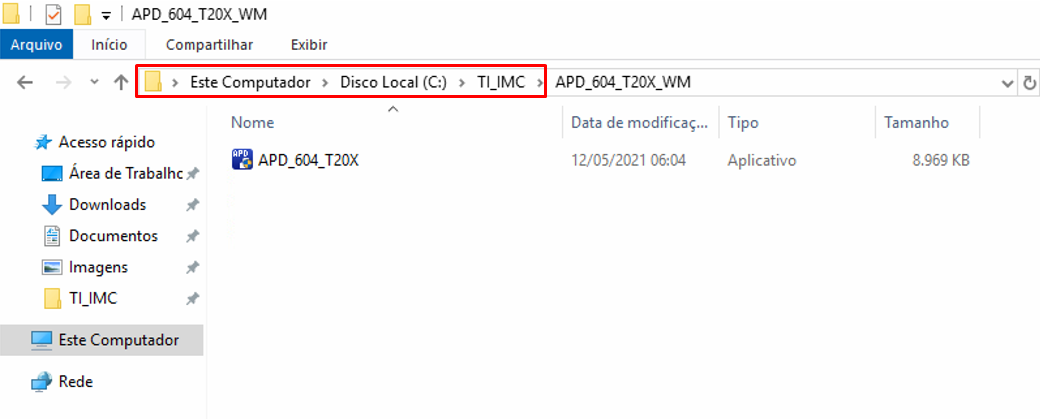 APD_604_T20X_WM
Arquivo Início Compartilhar Exibir
Este Computador Disco Local (C:) TI_IMC APD_604_T20X_WM
Nome Data de modificaç... Tipo Tamanho
APD_604_T20X 12/05/2021 06:04 Aplicativo 8.969 KB
Acesso rápido
Área de Trabalhc
Downloads
Documentos
Imagens
TI_IMC
Este Computador
Rede